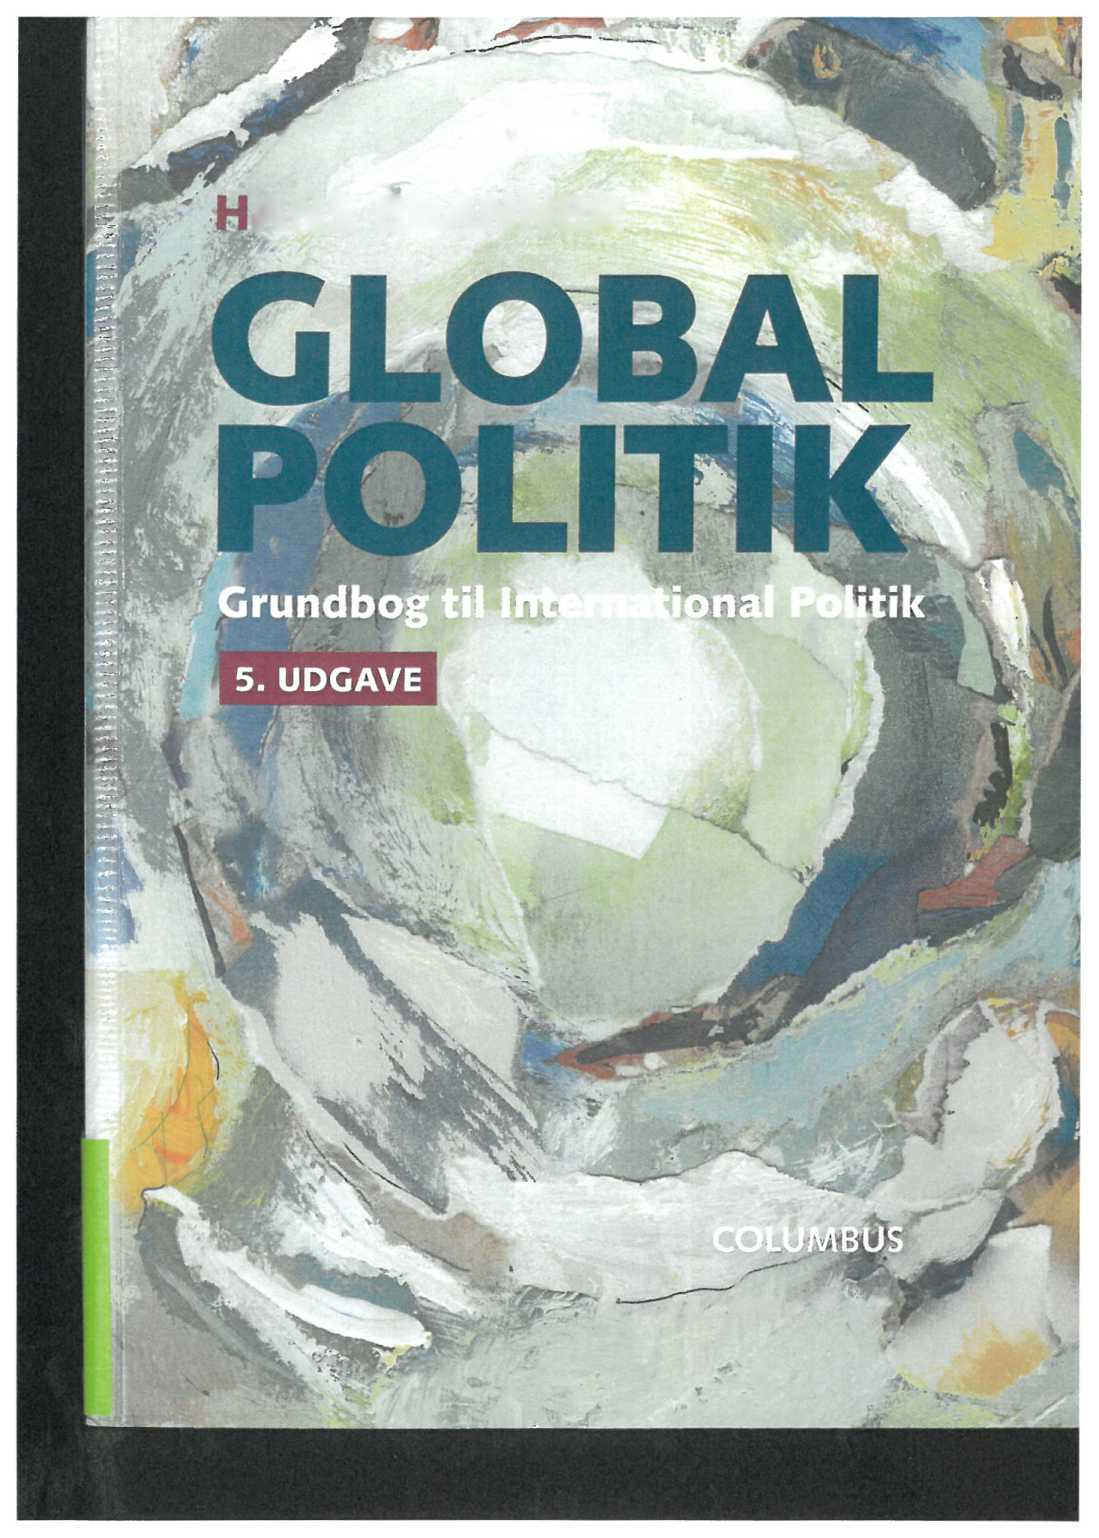 H
GLOBAL
POLITIK
Grundbog til International Politik
5. UDGAVE
COLUMBUS